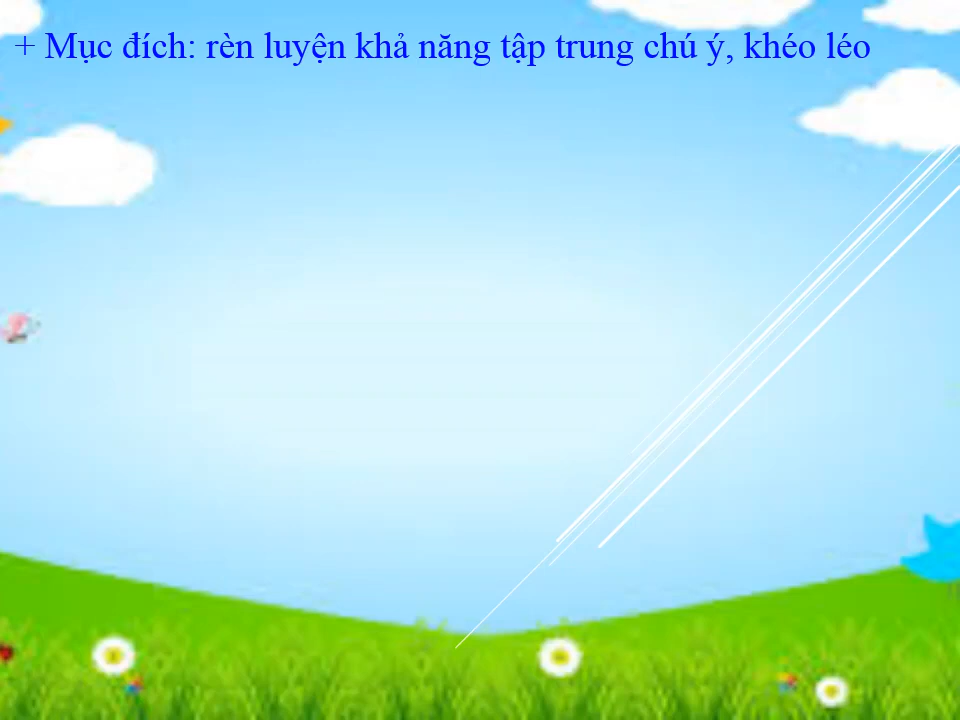 + Mục đích: rèn luyện khả năng tập trung chú ý, khéo léo